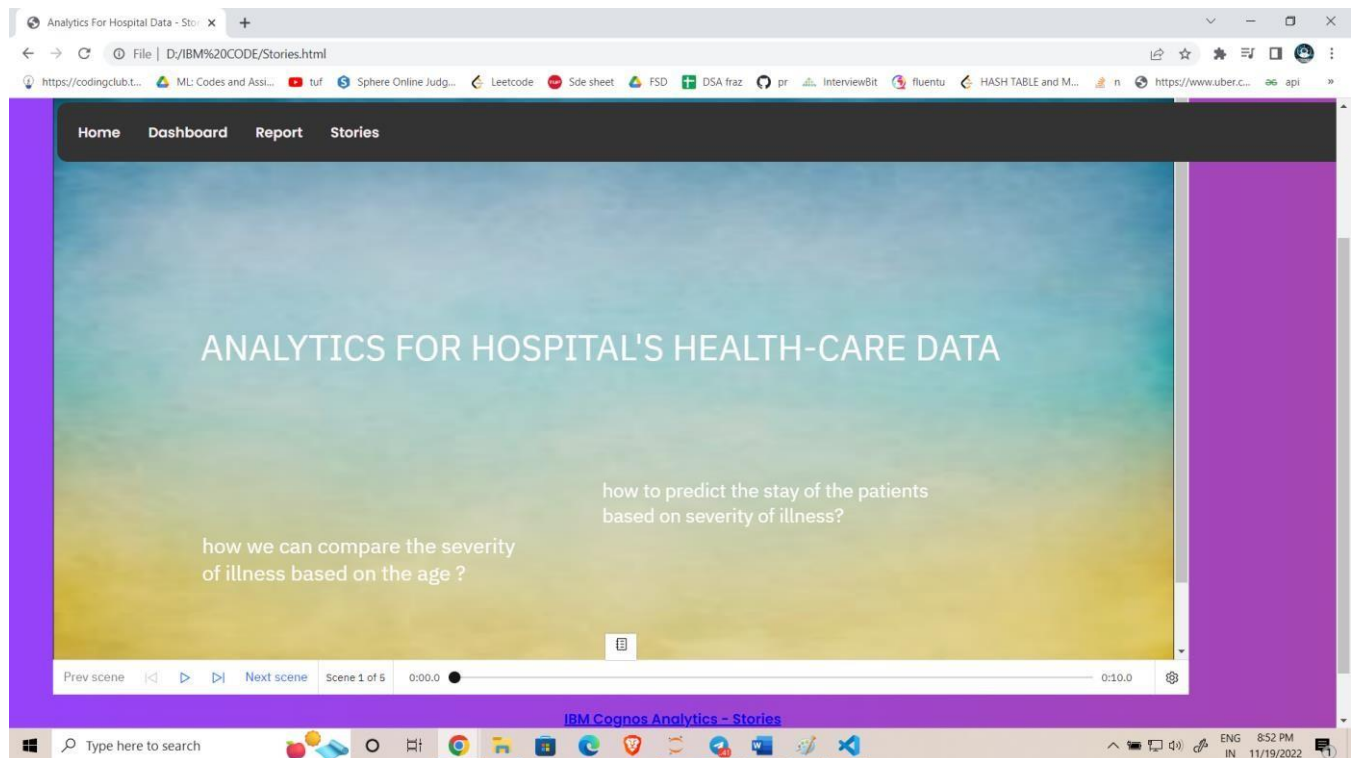 Analytics For Hospital Data - Stor
File | D:/IBM%20CODE/Stories.html
https://codingclub.t... ML: Codes and Assi... tuf Sphere Online Judg... Leetcode Sde sheet FSD DSA fraz pr InterviewBit fluentu HASH TABLE and M... n https://www.uber.c... api »
Home Dashboard Report Stories
ANALYTICS FOR HOSPITAL'S HEALTH-CARE DATA
how to predict the stay of the patients
based on severity of illness?
how we can compare the severity
of illness based on the age ?
Prev scene Next scene Scene 1 of 5 0:00.0 0:10.0
IBM Cognos Analytics - Stories
Type here to search ENG 8:52 PM
IN 11/19/2022